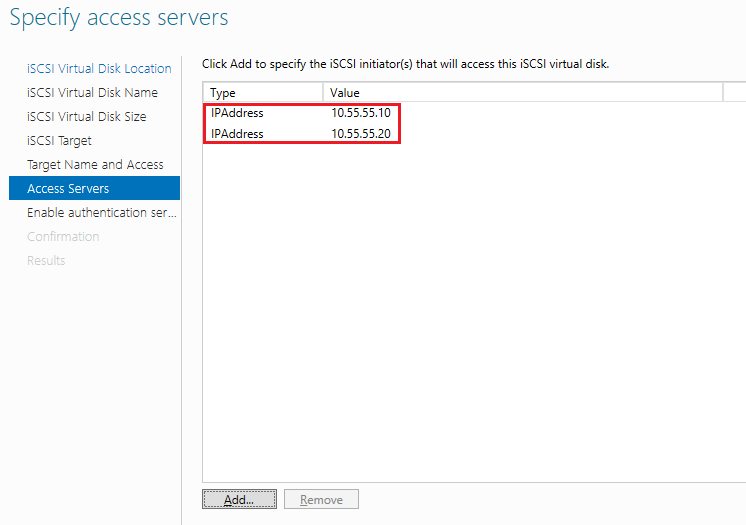 Specify access servers
iSCSI Virtual Disk Location
iSCSI Virtual Disk Name
iSCSI Virtual Disk Size
iSCSI Target
Target Name and Access
Access Servers
Enable authentication ser...
Confirmation
Results
Click Add to specify the iSCSI initiator(s) that will access this iSCSI virtual disk.
Type Value
IPAddress 10.55.55.10
IPAddress 10.55.55.20
Add... Remove